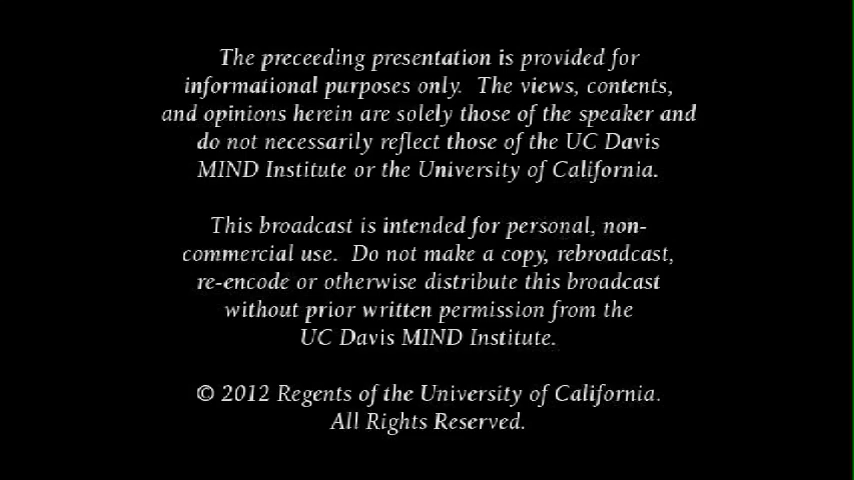 The preceeding presentation is provided for
informational purposes only.  The views, contents,
and opinions herein are solely those of the speaker and
do not necessarily reflect those of the UC Davis
MIND Institute or the University of California.
This broadcast is intended for personal, non-
commercial use.  Do not make a copy, rebroadcast,
re-encode or otherwise distribute this broadcast
without prior written permission from the
UC Davis MIND Institute.
© 2012 Regents of the University of California.
All Rights Reserved.